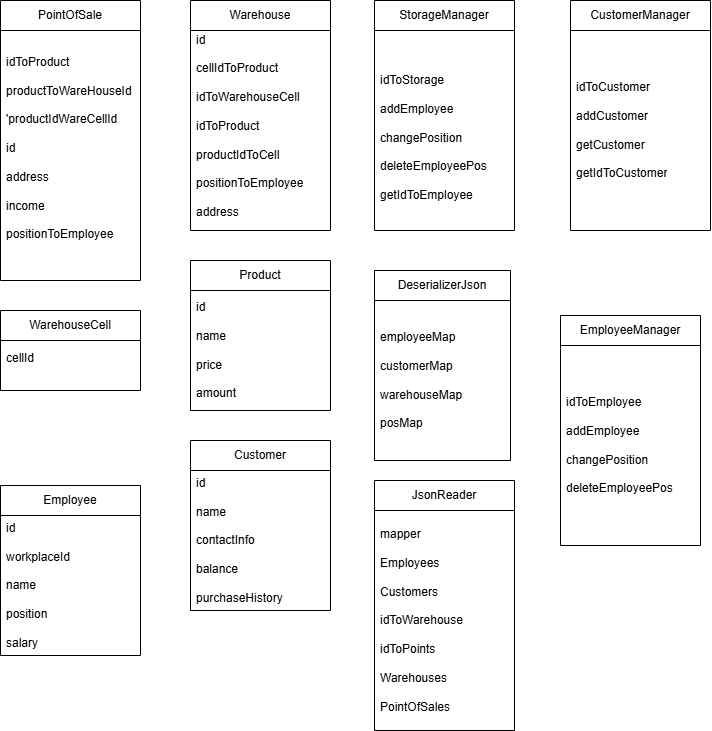 PointOfSale
idToProduct
productToWareHouseId
'productIdWareCellId
id
address
income
positionToEmployee
Warehouse
id
cellIdToProduct
idToWarehouseCell
idToProduct
productIdToCell
positionToEmployee
address
StorageManager
idToStorage
addEmployee
changePosition
deleteEmployeePos
getIdToEmployee
CustomerManager
idToCustomer
addCustomer
getCustomer
getIdToCustomer
WarehouseCell
cellId
Product
id
name
price
amount
DeserializerJson
employeeMap
customerMap
warehouseMap
posMap
EmployeeManager
idToEmployee
addEmployee
changePosition
deleteEmployeePos
Employee
id
workplaceId
name
position
salary
Customer
id
name
contactInfo
balance
purchaseHistory
JsonReader
mapper
Employees
Customers
idToWarehouse
idToPoints
Warehouses
PointOfSales